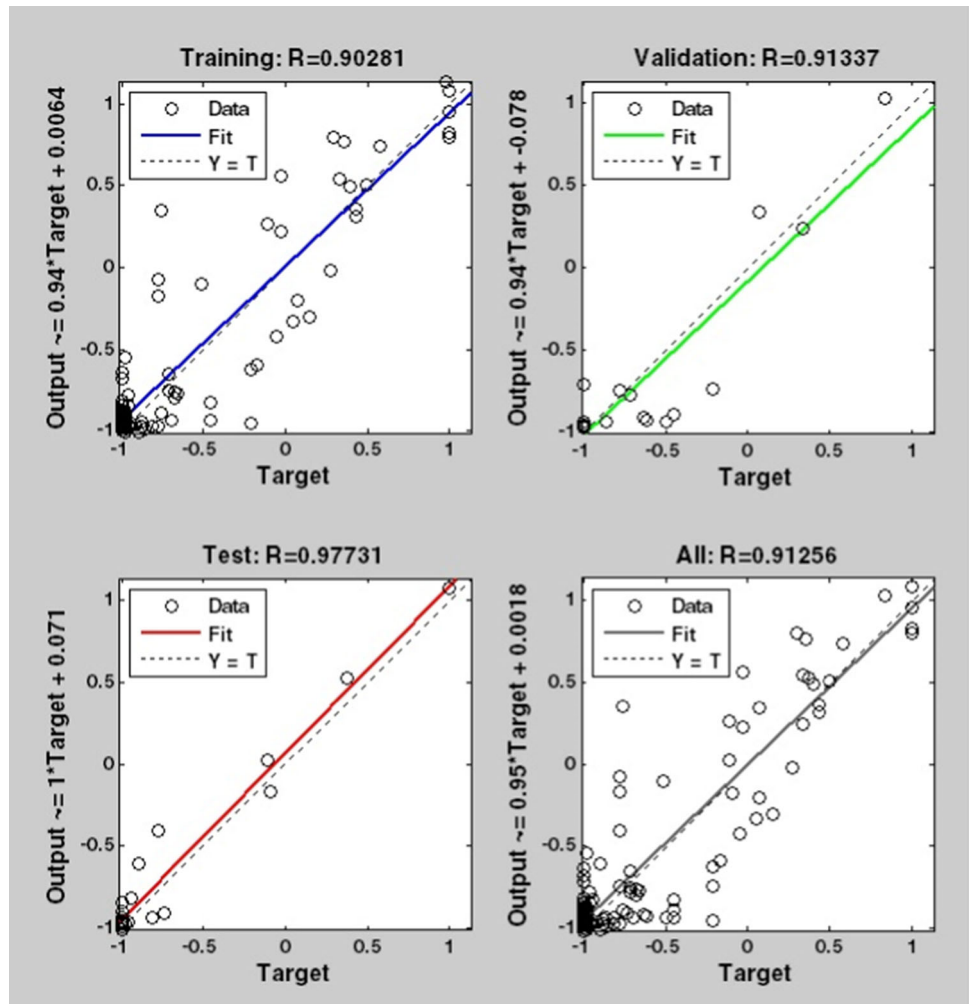 Training: R=0.90281
Output ~= 0.94*Target + 0.0064
Data
Fit
Y = T
1
0.5
0
-0.5
-1
-1 -0.5 0 0.5 1
Target
Validation: R=0.91337
Output ~= 0.94*Target + -0.078
Data
Fit
Y = T
1
0.5
0
-0.5
-1
-1 -0.5 0 0.5 1
Target
Test: R=0.97731
Output ~= 1*Target + 0.071
Data
Fit
Y = T
1
0.5
0
-0.5
-1
-1 -0.5 0 0.5 1
Target
All: R=0.91256
Output ~= 0.95*Target + 0.0018
Data
Fit
Y = T
1
0.5
0
-0.5
-1
-1 -0.5 0 0.5 1
Target